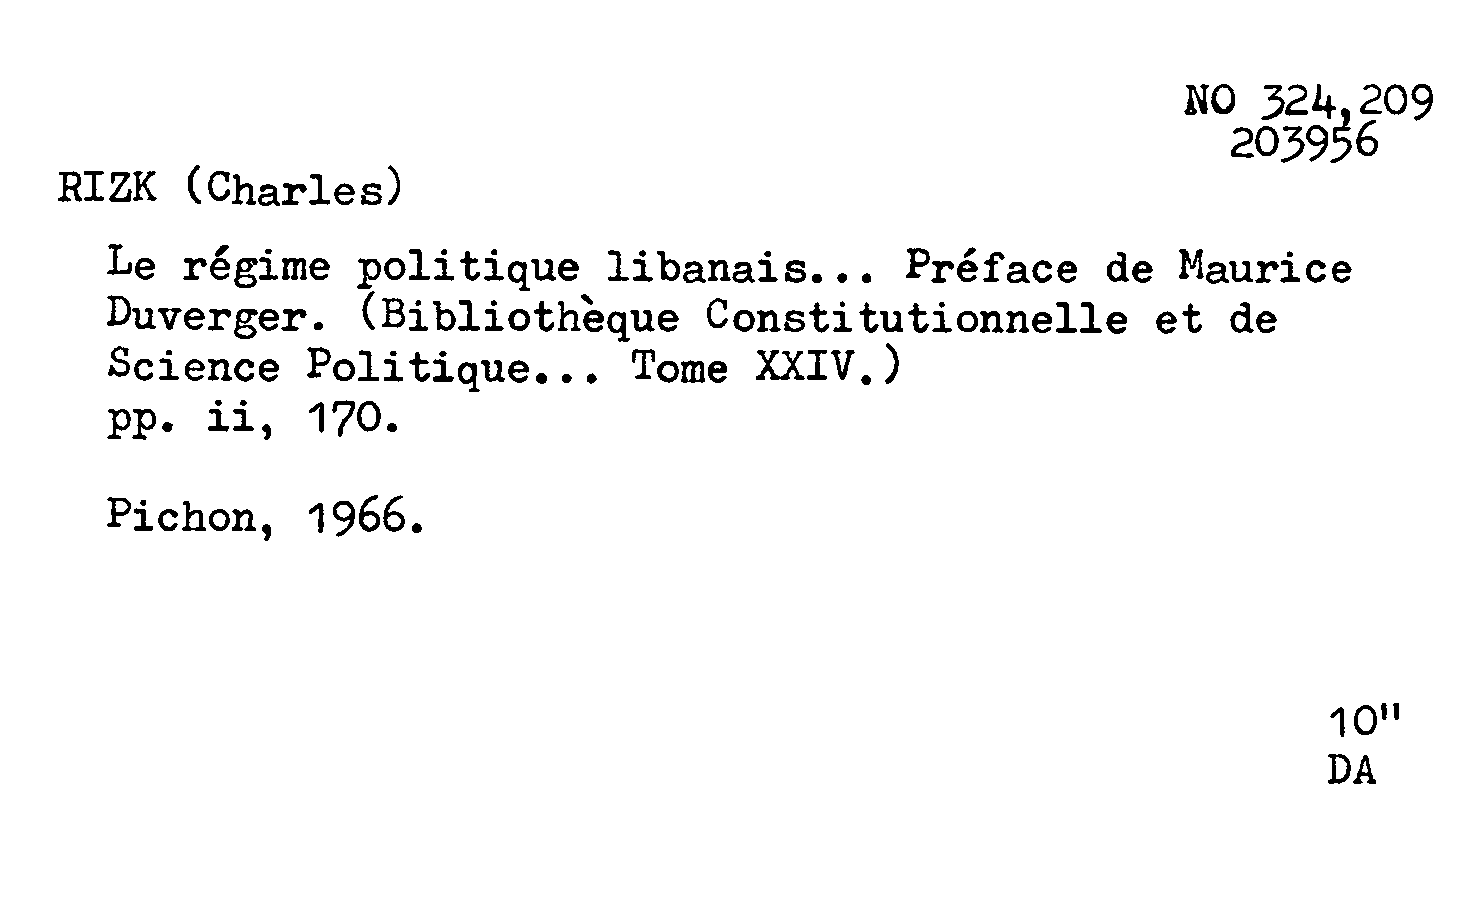 NO 324,209
203956
RIZK (Charles)
Le régime politique libanais... Préface de Maurice
Duverger. (Bibliothèque Constitutionnelle et de
Science Politique... Tome XXIV.)
pp. ii, 170.
Pichon, 1966.
10"
DA